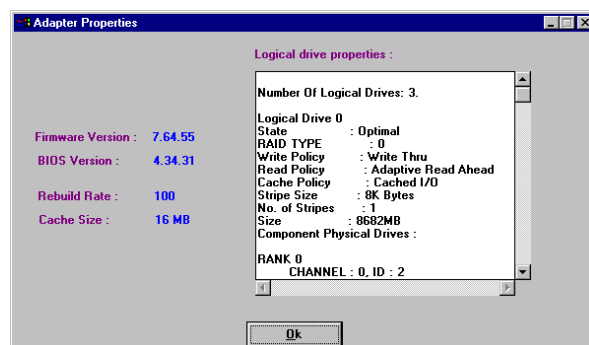 Adapter Properties
Logical drive properties :
Firmware Version : 7.64.55
BIOS Version : 4.34.31
Rebuild Rate : 100
Cache Size : 16 MB
Number Of Logical Drives: 3.
Logical Drive 0
State : Optimal
RAID TYPE : 0
Write Policy : Write Thru
Read Policy : Adaptive Read Ahead
Cache Policy : Cached I/O
Stripe Size : 8K Bytes
No. of Stripes : 1
Size : 8682MB
Component Physical Drives :
RANK 0
CHANNEL : 0, ID : 2
Ok